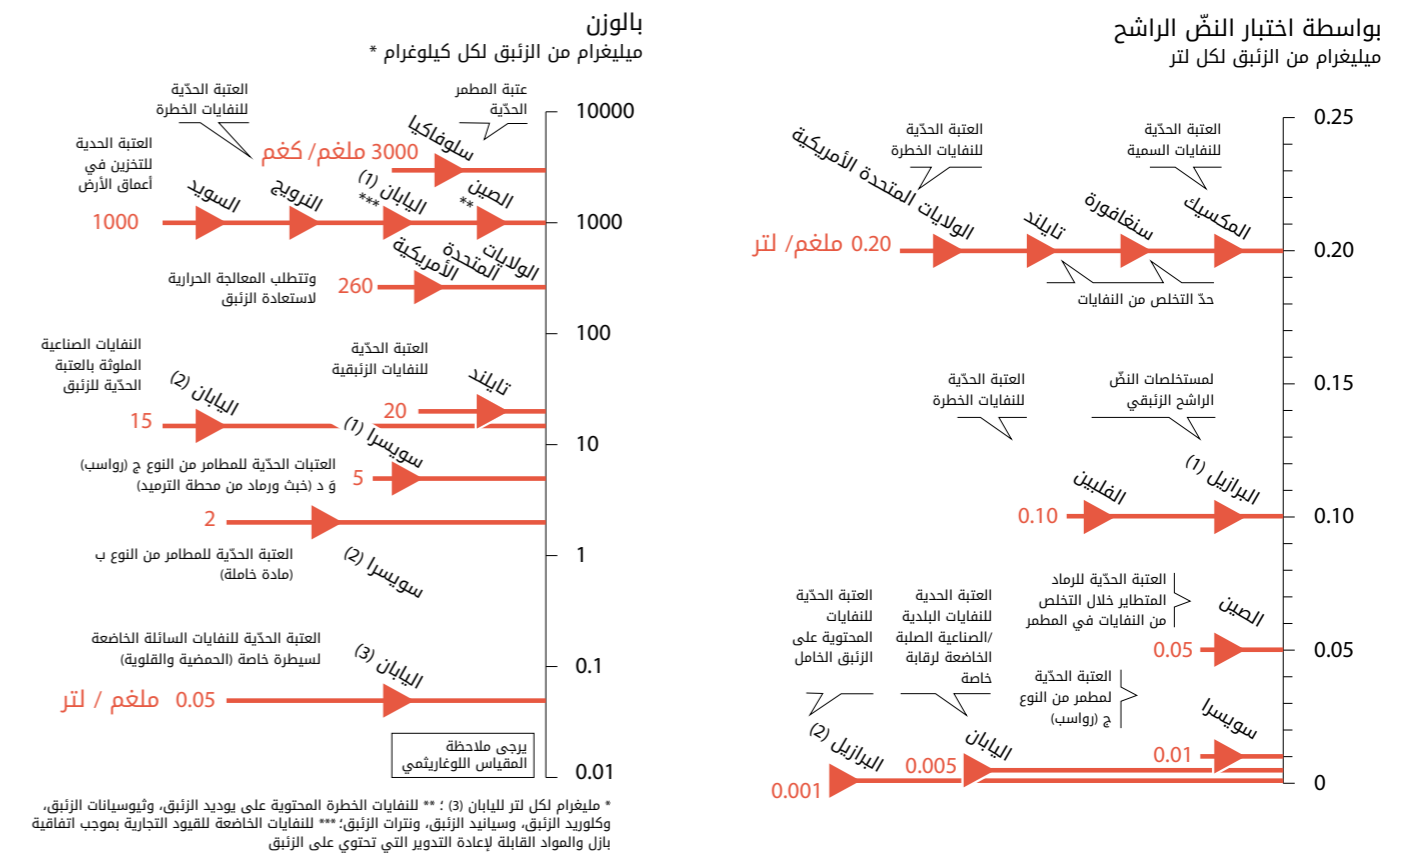 بواسطة اختبار النضّ الراشح
ميليغرام من الزئبق لكل لتر
0.25
0.20
0.15
0.10
0.05
0
العتبة الحدّية
للنفايات السمية
العتبة الحدّية
للنفايات الخطرة
المكسيك
سنغافورة
تايلند
الولايات المتحدة الأمريكية
0.20 ملغم/ لتر
حدّ التخلص من النفايات
لمستخلصات النضّ
الراشح الزئبقي
العتبة الحدّية
للنفايات الخطرة
البرازيل (1)
الفلبين
0.10
العتبة الحدّية للرماد
المتطاير خلال التخلص
من النفايات في المطمر
الصين
0.05
العتبة الحدّية
لمطمر من النوع
ج (رواسب)
سويسرا
0.01
العتبة الحدية
للنفايات البلدية
/الصناعية الصلبة
الخاضعة لرقابة
خاصة
اليابان
0.005
العتبة الحدّية
للنفايات
المحتوية على
الزئبق الخامل
البرازيل (2)
0.001
بالوزن
ميليغرام من الزئبق لكل كيلوغرام *
10000
1000
100
10
1
0.1
0.01
عتبة المطمر
الحدّية
العتبة الحدّية
للنفايات الخطرة
سلوفاكيا
3000 ملغم/ كغم
العتبة الحدية
للتخزين في
أعماق الأرض
الصين
**
اليابان (1)
***
النرويج
السويد
1000
الولايات
المتحدة
الأمريكية
260
وتتطلب المعالجة الحرارية
لاستعادة الزئبق
العتبة الحدّية
للنفايات الزئبقية
تايلند
20
النفايات الصناعية
الملوثة بالعتبة
الحدّية للزئبق
اليابان (2)
15
سويسرا (1)
5
العتبات الحدّية للمطامر من النوع ج (رواسب)
وَ د (خبث ورماد من محطة الترميد)
2
العتبة الحدّية للمطامر من النوع ب
(مادة خاملة)
سويسرا (2)
العتبة الحدّية للنفايات السائلة الخاضعة
لسيطرة خاصة (الحمضية والقلوية)
اليابان (3)
0.05 ملغم / لتر
يرجى ملاحظة
المقياس اللوغاريثمي
* مليغرام لكل لتر لليابان (3) ؛ ** للنفايات الخطرة المحتوية على يوديد الزئبق، وثيوسيانات الزئبق،
وكلوريد الزئبق، وسيانيد الزئبق، ونترات الزئبق؛ *** للنفايات الخاضعة للقيود التجارية بموجب اتفاقية
بازل والمواد القابلة لإعادة التدوير التي تحتوي على الزئبق